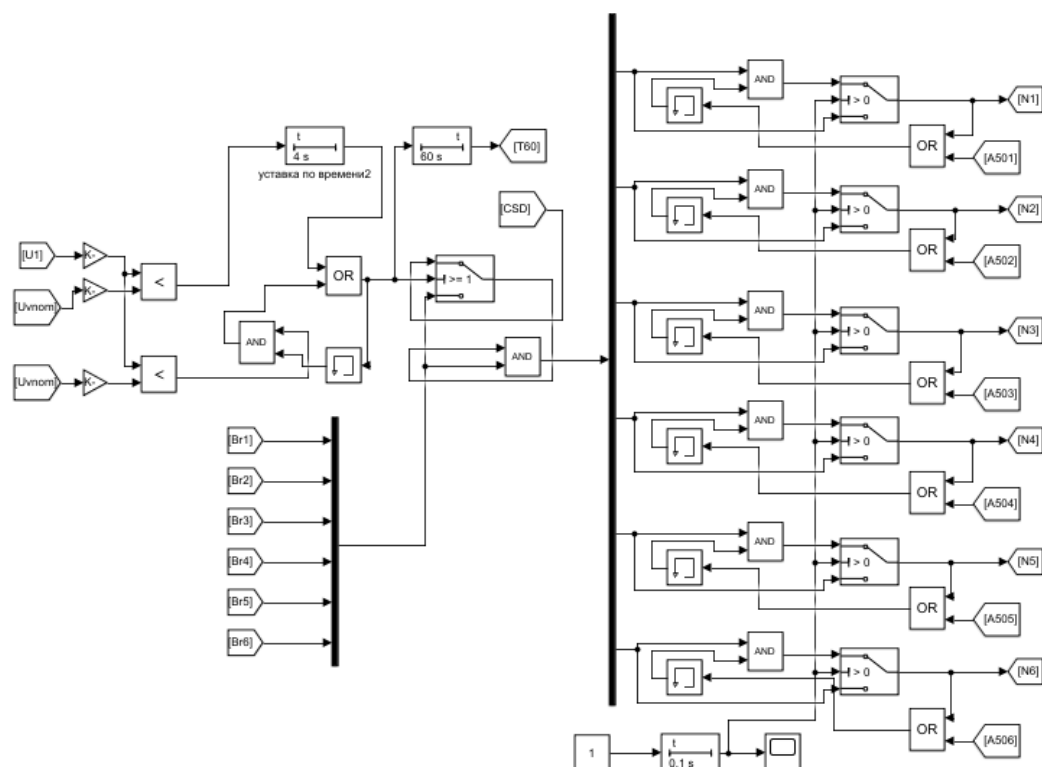 AND
> 0
[N1]
OR
[A501]
t
4 s
уставка по времени2
t
60 s
[T60]
[CSD]
AND
> 0
[N2]
OR
[A502]
[U1]
K-
<
OR
>= 1
[Uvnom]
K-
AND
> 0
[N3]
AND
AND
OR
[A503]
[Uvnom]
K-
<
[Br1]
[Br2]
[Br3]
[Br4]
[Br5]
[Br6]
AND
> 0
[N4]
OR
[A504]
AND
> 0
[N5]
OR
[A505]
AND
> 0
[N6]
OR
[A506]
1
t
0.1 s